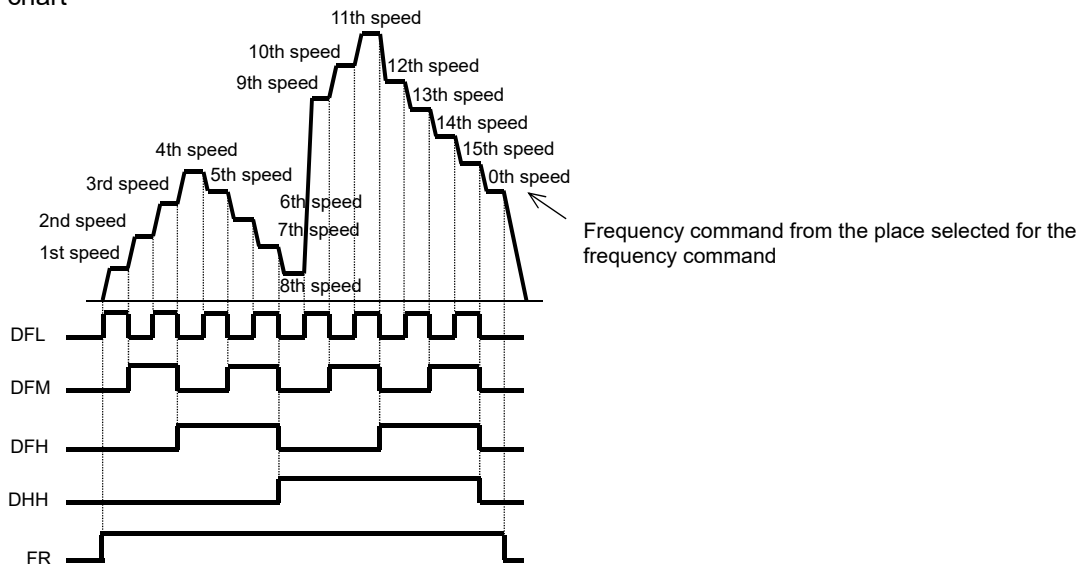 chart
11th speed
10th speed
12th speed
9th speed
13th speed
14th speed
4th speed
15th speed
3rd speed
5th speed
0th speed
6th speed
2nd speed
7th speed
Frequency command from the place selected for the
frequency command
1st speed
8th speed
DFL
DFM
DFH
DHH
FR